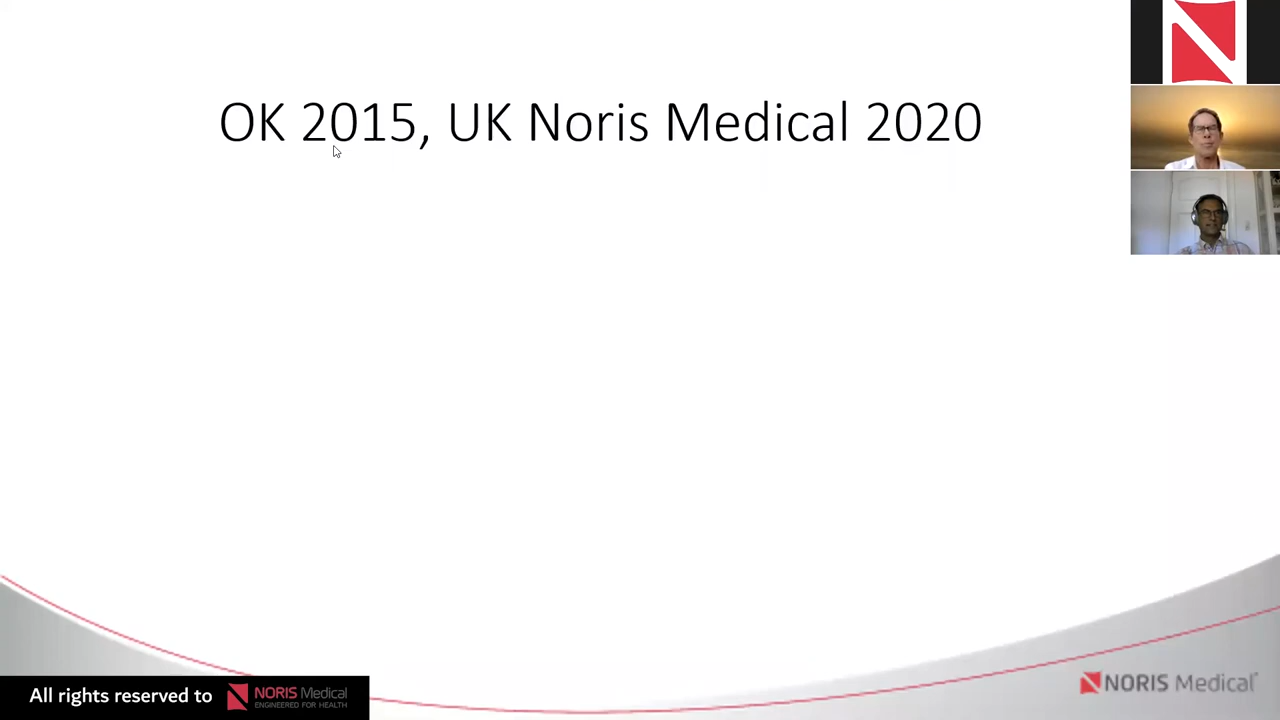 OK 2015, UK Noris Medical 2020
All rights reserved to
NORIS Medical
ENGINEERED FOR HEALTH
NORIS Medical